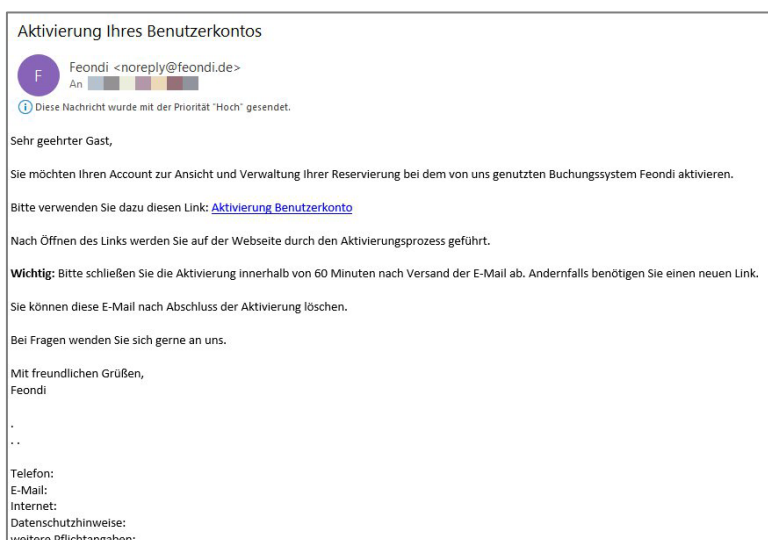 Aktivierung Ihres Benutzerkontos
F
Feondi <noreply@feondi.de>
An
Diese Nachricht wurde mit der Priorität "Hoch" gesendet.
Sehr geehrter Gast,
Sie möchten Ihren Account zur Ansicht und Verwaltung Ihrer Reservierung bei dem von uns genutzten Buchungssystem Feondi aktivieren.
Bitte verwenden Sie dazu diesen Link: Aktivierung Benutzerkonto
Nach Öffnen des Links werden Sie auf der Webseite durch den Aktivierungsprozess geführt.
Wichtig: Bitte schließen Sie die Aktivierung innerhalb von 60 Minuten nach Versand der E-Mail ab. Andernfalls benötigen Sie einen neuen Link.
Sie können diese E-Mail nach Abschluss der Aktivierung löschen.
Bei Fragen wenden Sie sich gerne an uns.
Mit freundlichen Grüßen,
Feondi
.
. .
Telefon:
E-Mail:
Internet:
Datenschutzhinweise:
weitere Pflichtangaben: